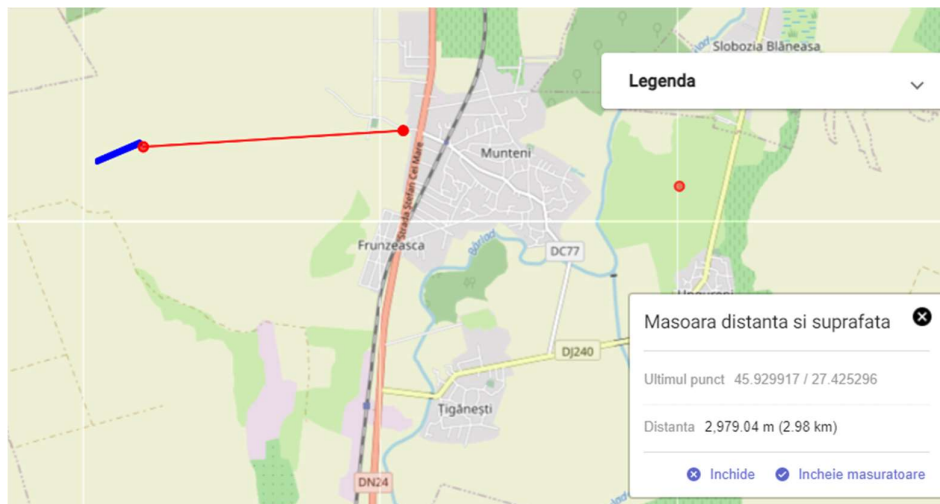 Slobozia Blăneasa
Legenda
Munteni
Strada Ștefan Cel Mare
Frunzeasca
Bârlad
DC77
Masoara distanta si suprafata
DJ240
Ultimul punct 45.929917 / 27.425296
Țigănești
Distanta 2,979.04 m (2.98 km)
Inchide
Incheie masuratoare
DN24